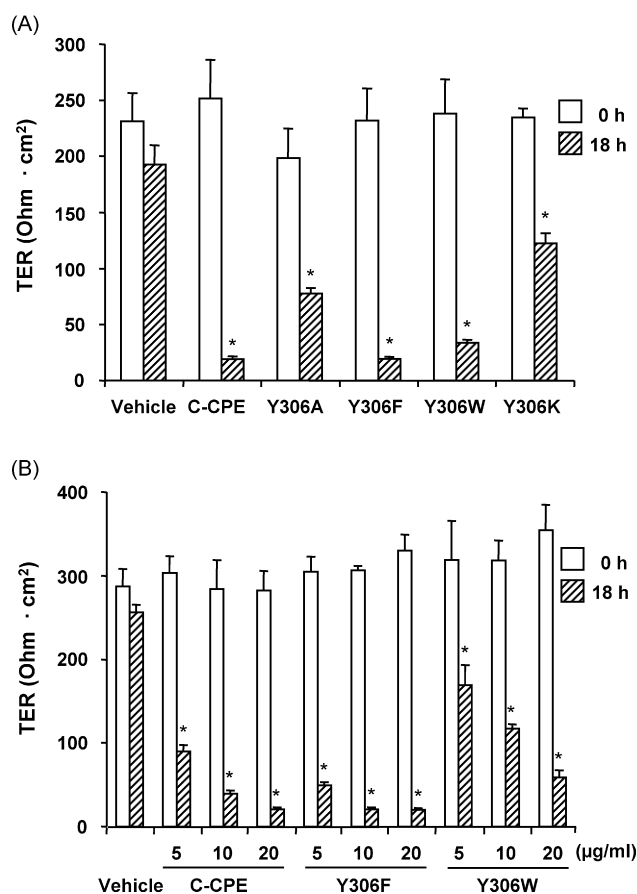 (A)
300
250
200
150
100
50
0
TER (Ohm · cm²)
0 h
18 h
* * * * *
Vehicle C-CPE Y306A Y306F Y306W Y306K
(B)
400
300
200
100
0
TER (Ohm · cm²)
0 h
18 h
* * * * * * * * *
5 10 20 5 10 20 5 10 20 (μg/ml)
Vehicle C-CPE Y306F Y306W